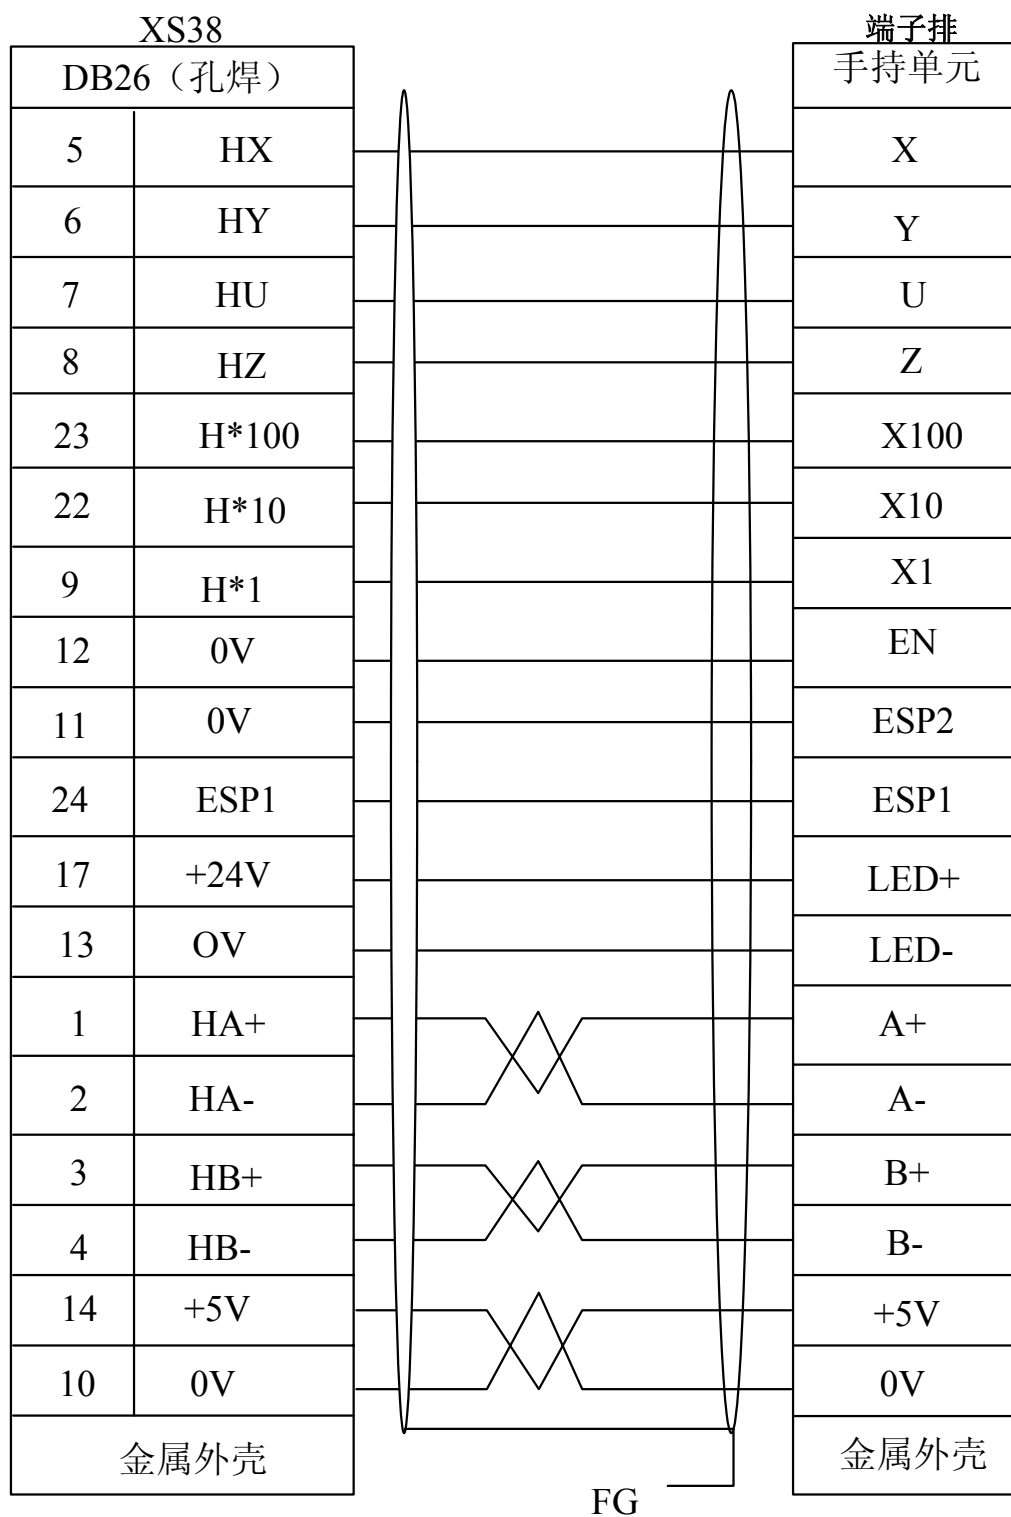 XS38 端子排
DB26（孔焊） 手持单元
5 HX X
6 HY Y
7 HU U
8 HZ Z
23 H*100 X100
22 H*10 X10
9 H*1 X1
12 0V EN
11 0V ESP2
24 ESP1 ESP1
17 +24V LED+
13 OV LED-
1 HA+ A+
2 HA- A-
3 HB+ B+
4 HB- B-
14 +5V +5V
10 0V 0V
金属外壳 金属外壳
FG